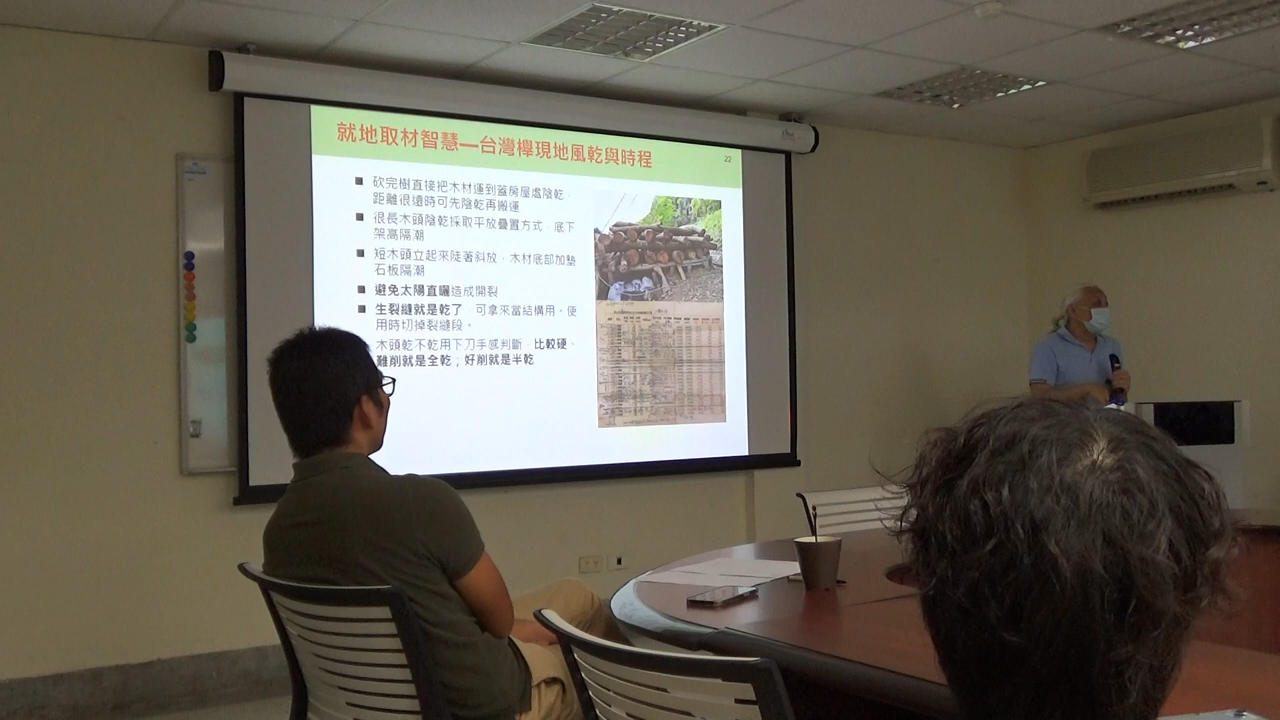 就地取材智慧—台灣櫸現地風乾與時程
22
砍完樹直接把木材運到蓋房屋處陰乾，
距離很遠時可先陰乾再搬運
很長木頭陰乾採取平放疊置方式，底下
架高隔潮
短木頭立起來陡著斜放，木材底部加墊
石板隔潮
避免太陽直曬造成開裂
生裂縫就是乾了，可拿來當結構用。使
用時切掉裂縫段。
木頭乾不乾用下刀手感判斷，比較硬、
難削就是全乾；好削就是半乾